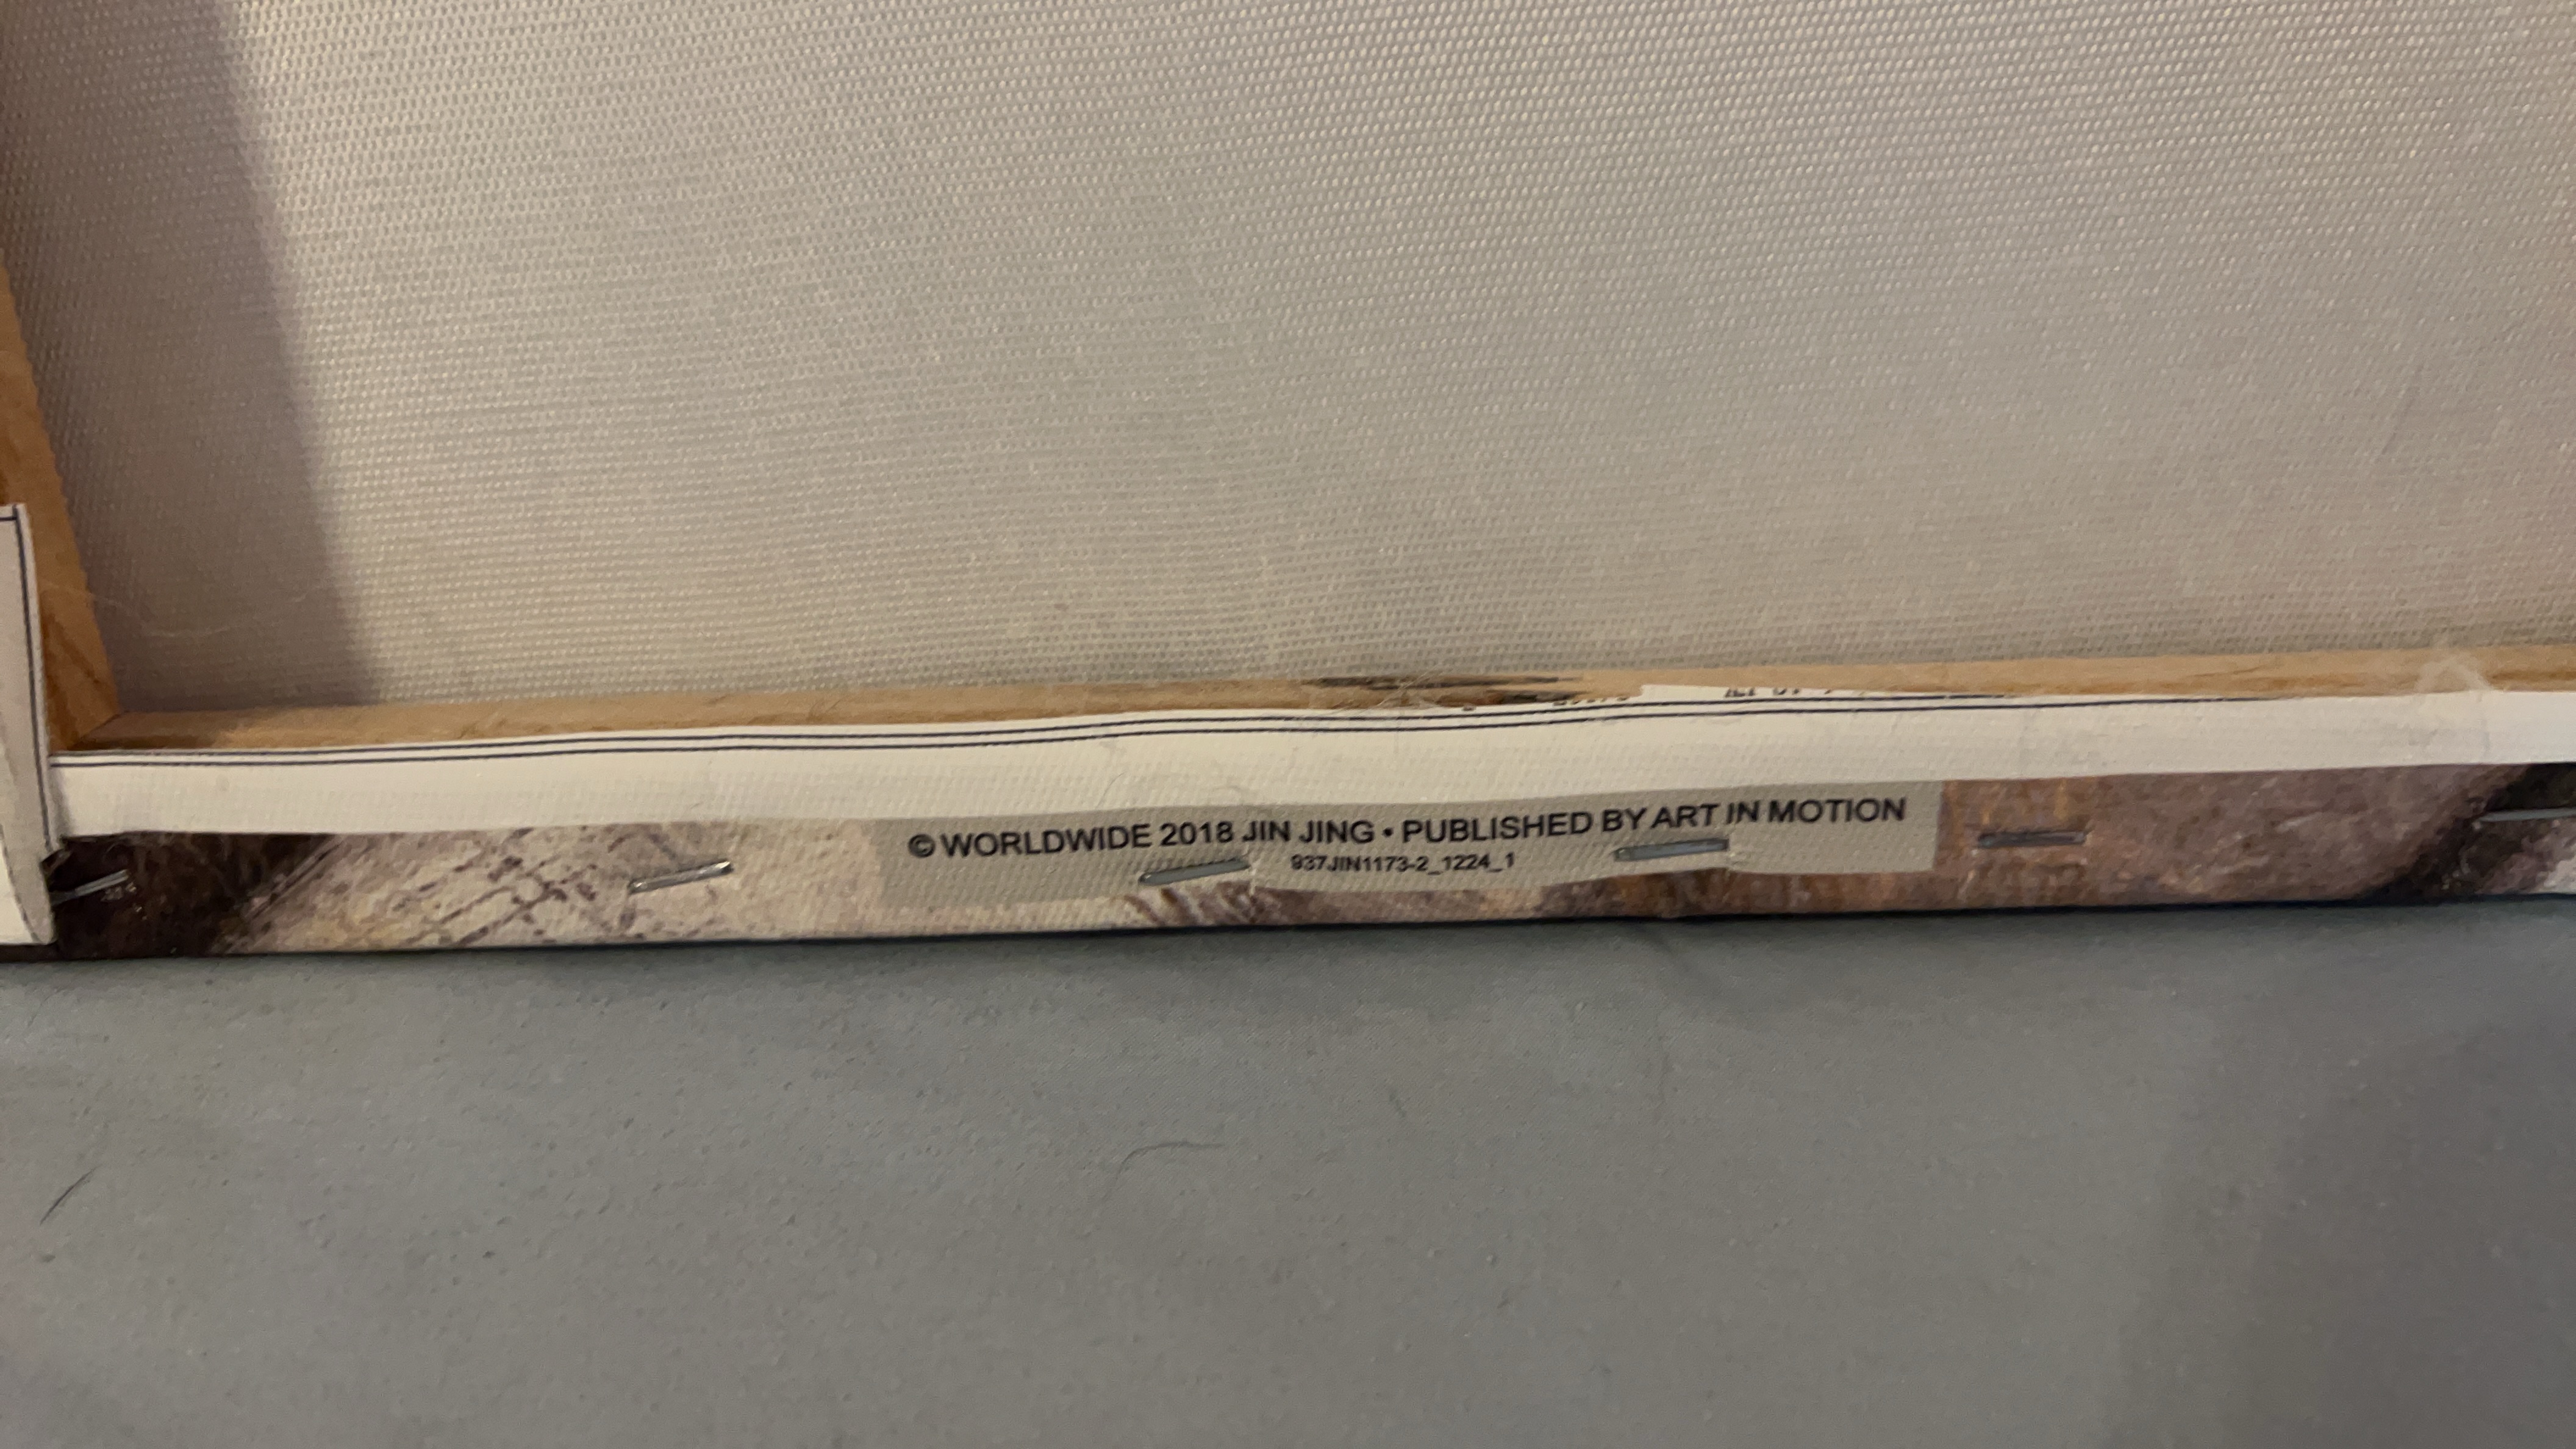 © WORLDWIDE 2018 JIN JING • PUBLISHED BY ART IN MOTION
937JIN1173-2_1224_1